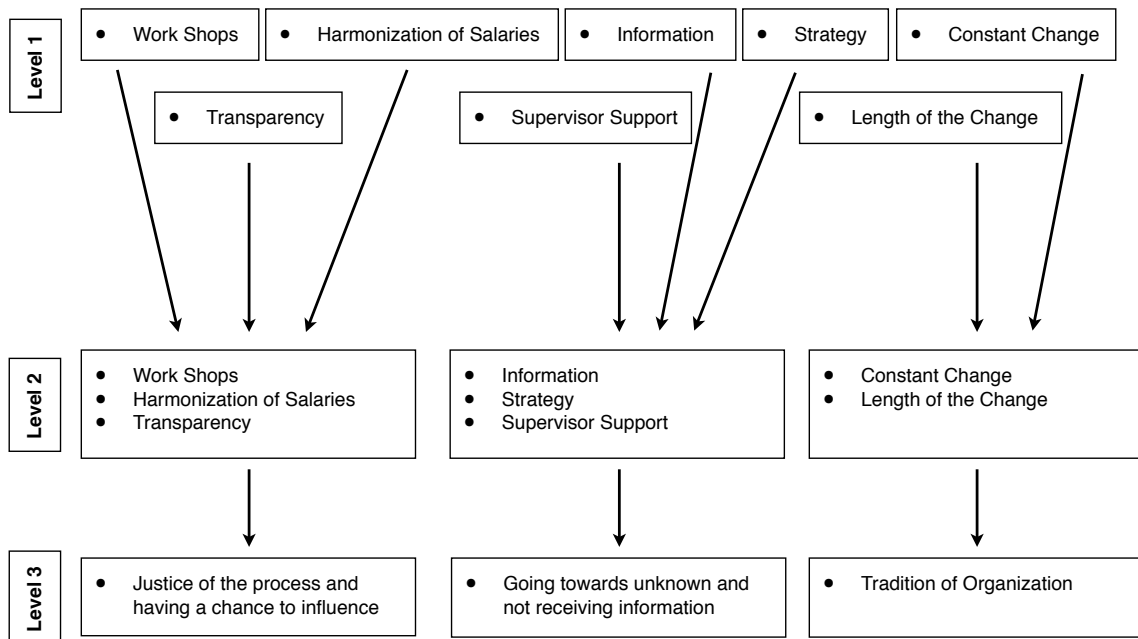 Level 1
• Work Shops
• Harmonization of Salaries
• Information
• Strategy
• Constant Change
• Transparency
• Supervisor Support
• Length of the Change
Level 2
• Work Shops
• Harmonization of Salaries
• Transparency
• Information
• Strategy
• Supervisor Support
• Constant Change
• Length of the Change
Level 3
• Justice of the process and
having a chance to influence
• Going towards unknown and
not receiving information
• Tradition of Organization